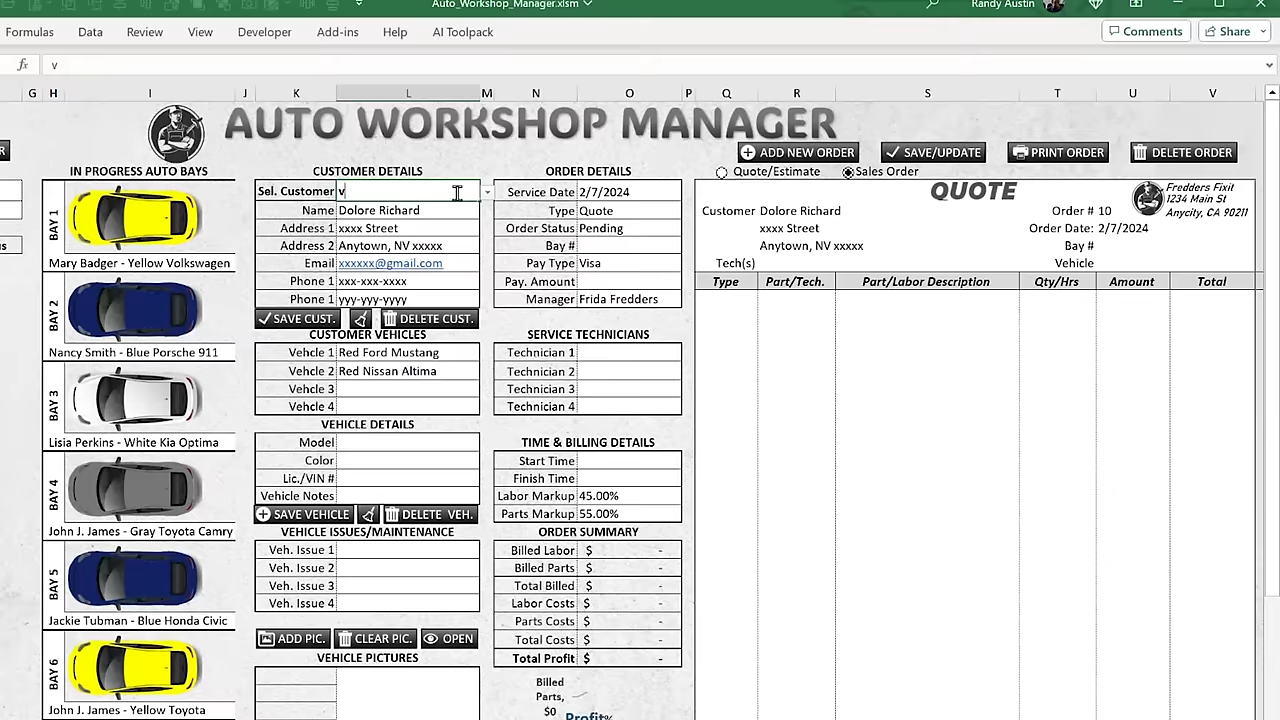 Auto_Workshop_Manager.xlsm
Randy Austin
Formulas
Data
Review
View
Developer
Add-ins
Help
AI Toolpack
Comments
Share
fx
v
G H I J K L M N O P Q R S T U V
AUTO WORKSHOP MANAGER
ADD NEW ORDER
SAVE/UPDATE
PRINT ORDER
DELETE ORDER
IN PROGRESS AUTO BAYS
BAY 1
Mary Badger - Yellow Volkswagen
BAY 2
Nancy Smith - Blue Porsche 911
BAY 3
Lisia Perkins - White Kia Optima
BAY 4
John J. James - Gray Toyota Camry
BAY 5
Jackie Tubman - Blue Honda Civic
BAY 6
John J. James - Yellow Toyota
CUSTOMER DETAILS
Sel. Customer v
Name Dolore Richard
Address 1 xxxx Street
Address 2 Anytown, NV xxxxx
Email xxxxxx@gmail.com
Phone 1 xxx-xxx-xxxx
Phone 1 yyy-yyy-yyyy
SAVE CUST.
DELETE CUST.
CUSTOMER VEHICLES
Vehcle 1 Red Ford Mustang
Vehcle 2 Red Nissan Altima
Vehicle 3
Vehicle 4
VEHICLE DETAILS
Model
Color
Lic./VIN #
Vehicle Notes
SAVE VEHICLE
DELETE VEH.
VEHICLE ISSUES/MAINTENANCE
Veh. Issue 1
Veh. Issue 2
Veh. Issue 3
Veh. Issue 4
ADD PIC.
CLEAR PIC.
OPEN
VEHICLE PICTURES
ORDER DETAILS
Service Date 2/7/2024
Type Quote
Order Status Pending
Bay #
Pay Type Visa
Pay. Amount
Manager Frida Fredders
SERVICE TECHNICIANS
Technician 1
Technician 2
Technician 3
Technician 4
TIME & BILLING DETAILS
Start Time
Finish Time
Labor Markup 45.00%
Parts Markup 55.00%
ORDER SUMMARY
Billed Labor $ -
Billed Parts $ -
Total Billed $ -
Labor Costs $ -
Parts Costs $ -
Total Costs $ -
Total Profit $ -
Billed
Parts,
$0
Profit%
Quote/Estimate
Sales Order
QUOTE
Fredders Fixit
1234 Main St
Anycity, CA 90211
Customer Dolore Richard
xxxx Street
Anytown, NV xxxxx
Tech(s)
Order # 10
Order Date: 2/7/2024
Bay #
Vehicle
Type Part/Tech. Part/Labor Description Qty/Hrs Amount Total